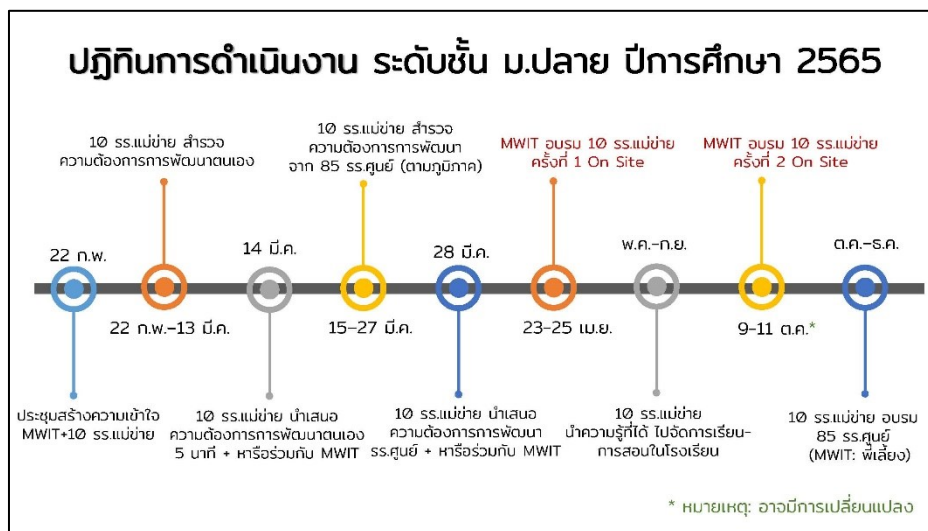 ปฏิทินการดำเนินงาน ระดับชั้น ม.ปลาย ปีการศึกษา 2565
10 รร.แม่ข่าย สำรวจ
ความต้องการการพัฒนาตนเอง
10 รร.แม่ข่าย สำรวจ
ความต้องการการพัฒนา
จาก 85 รร.ศูนย์ (ตามภูมิภาค)
MWIT อบรม 10 รร.แม่ข่าย
ครั้งที่ 1 On Site
MWIT อบรม 10 รร.แม่ข่าย
ครั้งที่ 2 On Site
22 ก.พ.
14 มี.ค.
28 มี.ค.
พ.ค.-ก.ย.
ต.ค.-ธ.ค.
22 ก.พ.-13 มี.ค.
15-27 มี.ค.
23-25 เม.ย.
9-11 ต.ค.*
ประชุมสร้างความเข้าใจ
MWIT+10 รร.แม่ข่าย
10 รร.แม่ข่าย นำเสนอ
ความต้องการการพัฒนาตนเอง
5 นาที + หารือร่วมกับ MWIT
10 รร.แม่ข่าย นำเสนอ
ความต้องการการพัฒนา
รร.ศูนย์ + หารือร่วมกับ MWIT
10 รร.แม่ข่าย
นำความรู้ที่ได้ ไปจัดการเรียน-
การสอนในโรงเรียน
10 รร.แม่ข่าย อบรม
85 รร.ศูนย์
(MWIT: พี่เลี้ยง)
* หมายเหตุ: อาจมีการเปลี่ยนแปลง